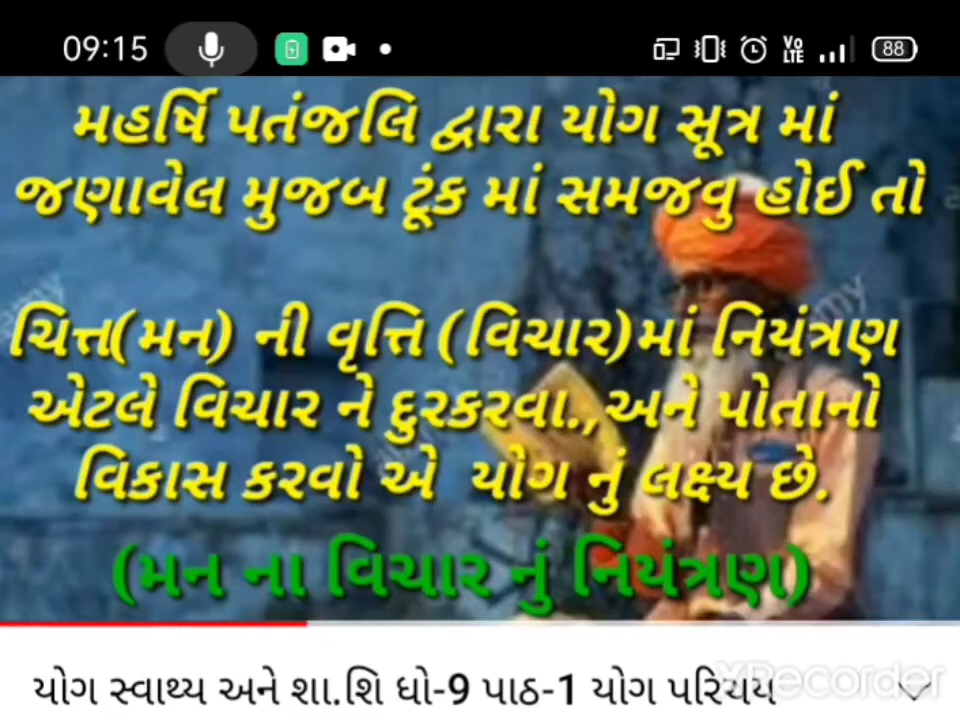 09:15
VoLTE 88
મહર્ષિ પતંજલિ દ્વારા યોગ સૂત્ર માં
જણાવેલ મુજબ ટૂંક માં સમજવુ હોઈ તો
ચિત્ત(મન) ની વૃત્તિ (વિચાર)માં નિયંત્રણ
એટલે વિચાર ને દુરકરવા.,અને પોતાનો
વિકાસ કરવો એ યોગ નું લક્ષ્ય છે.
(મન ના વિચાર નું નિયંત્રણ)
યોગ સ્વાથ્ય અને શા.શિ ધો-9 પાઠ-1 યોગ પરિચય
XRecorder